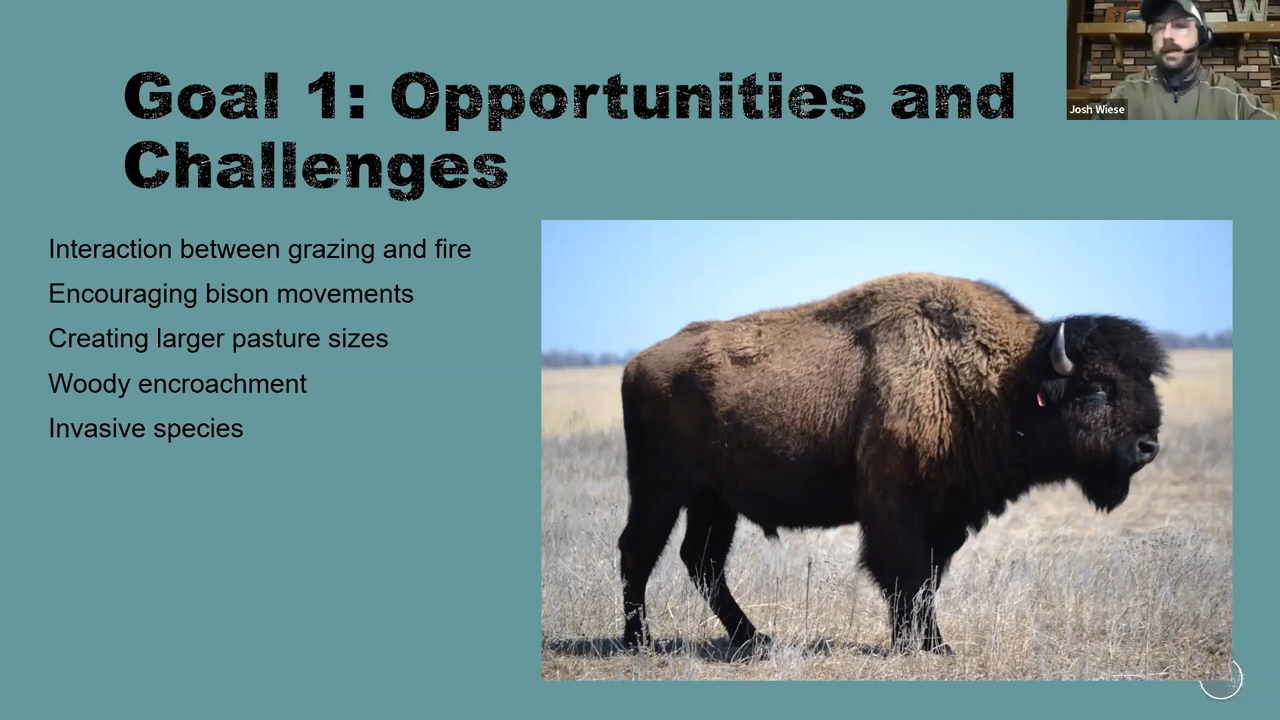 Goal 1: Opportunities and
Challenges
Josh Wiese
Interaction between grazing and fire
Encouraging bison movements
Creating larger pasture sizes
Woody encroachment
Invasive species
W